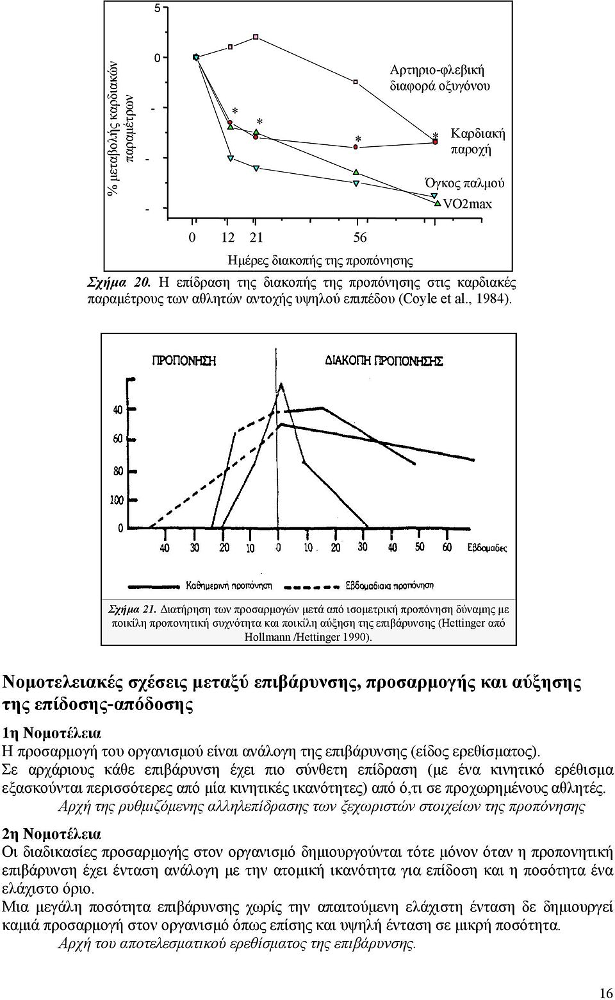 5
0
-
-
-
% μεταβολής καρδιακών
παραμέτρων
*
*
*
*
Αρτηριο-φλεβική
διαφορά οξυγόνου
Καρδιακή
παροχή
Όγκος παλμού
VO2max
0 12 21 56
Ημέρες διακοπής της προπόνησης
Σχήμα 20. Η επίδραση της διακοπής της προπόνησης στις καρδιακές
παραμέτρους των αθλητών αντοχής υψηλού επιπέδου (Coyle et al., 1984).
ΠΡΟΠΟΝΗΣΗ ΔΙΑΚΟΠΗ ΠΡΟΠΟΝΗΣΗΣ
40
60
80
100
0
40 30 20 10 0 10 20 30 40 50 60 Εβδομαδες
Καθημερινή προπόνηση Εβδομαδιαια προπόνηση
Σχήμα 21. Διατήρηση των προσαρμογών μετά από ισομετρική προπόνηση δύναμης με
ποικίλη προπονητική συχνότητα και ποικίλη αύξηση της επιβάρυνσης (Hettinger από
Hollmann /Hettinger 1990).
Νομοτελειακές σχέσεις μεταξύ επιβάρυνσης, προσαρμογής και αύξησης
της επίδοσης-απόδοσης
1η Νομοτέλεια
Η προσαρμογή του οργανισμού είναι ανάλογη της επιβάρυνσης (είδος ερεθίσματος).
Σε αρχάριους κάθε επιβάρυνση έχει πιο σύνθετη επίδραση (με ένα κινητικό ερέθισμα
εξασκούνται περισσότερες από μία κινητικές ικανότητες) από ό,τι σε προχωρημένους αθλητές.
Αρχή της ρυθμιζόμενης αλληλεπίδρασης των ξεχωριστών στοιχείων της προπόνησης
2η Νομοτέλεια
Οι διαδικασίες προσαρμογής στον οργανισμό δημιουργούνται τότε μόνον όταν η προπονητική
επιβάρυνση έχει ένταση ανάλογη με την ατομική ικανότητα για επίδοση και η ποσότητα ένα
ελάχιστο όριο.
Μια μεγάλη ποσότητα επιβάρυνσης χωρίς την απαιτούμενη ελάχιστη ένταση δε δημιουργεί
καμιά προσαρμογή στον οργανισμό όπως επίσης και υψηλή ένταση σε μικρή ποσότητα.
Αρχή του αποτελεσματικού ερεθίσματος της επιβάρυνσης.
16